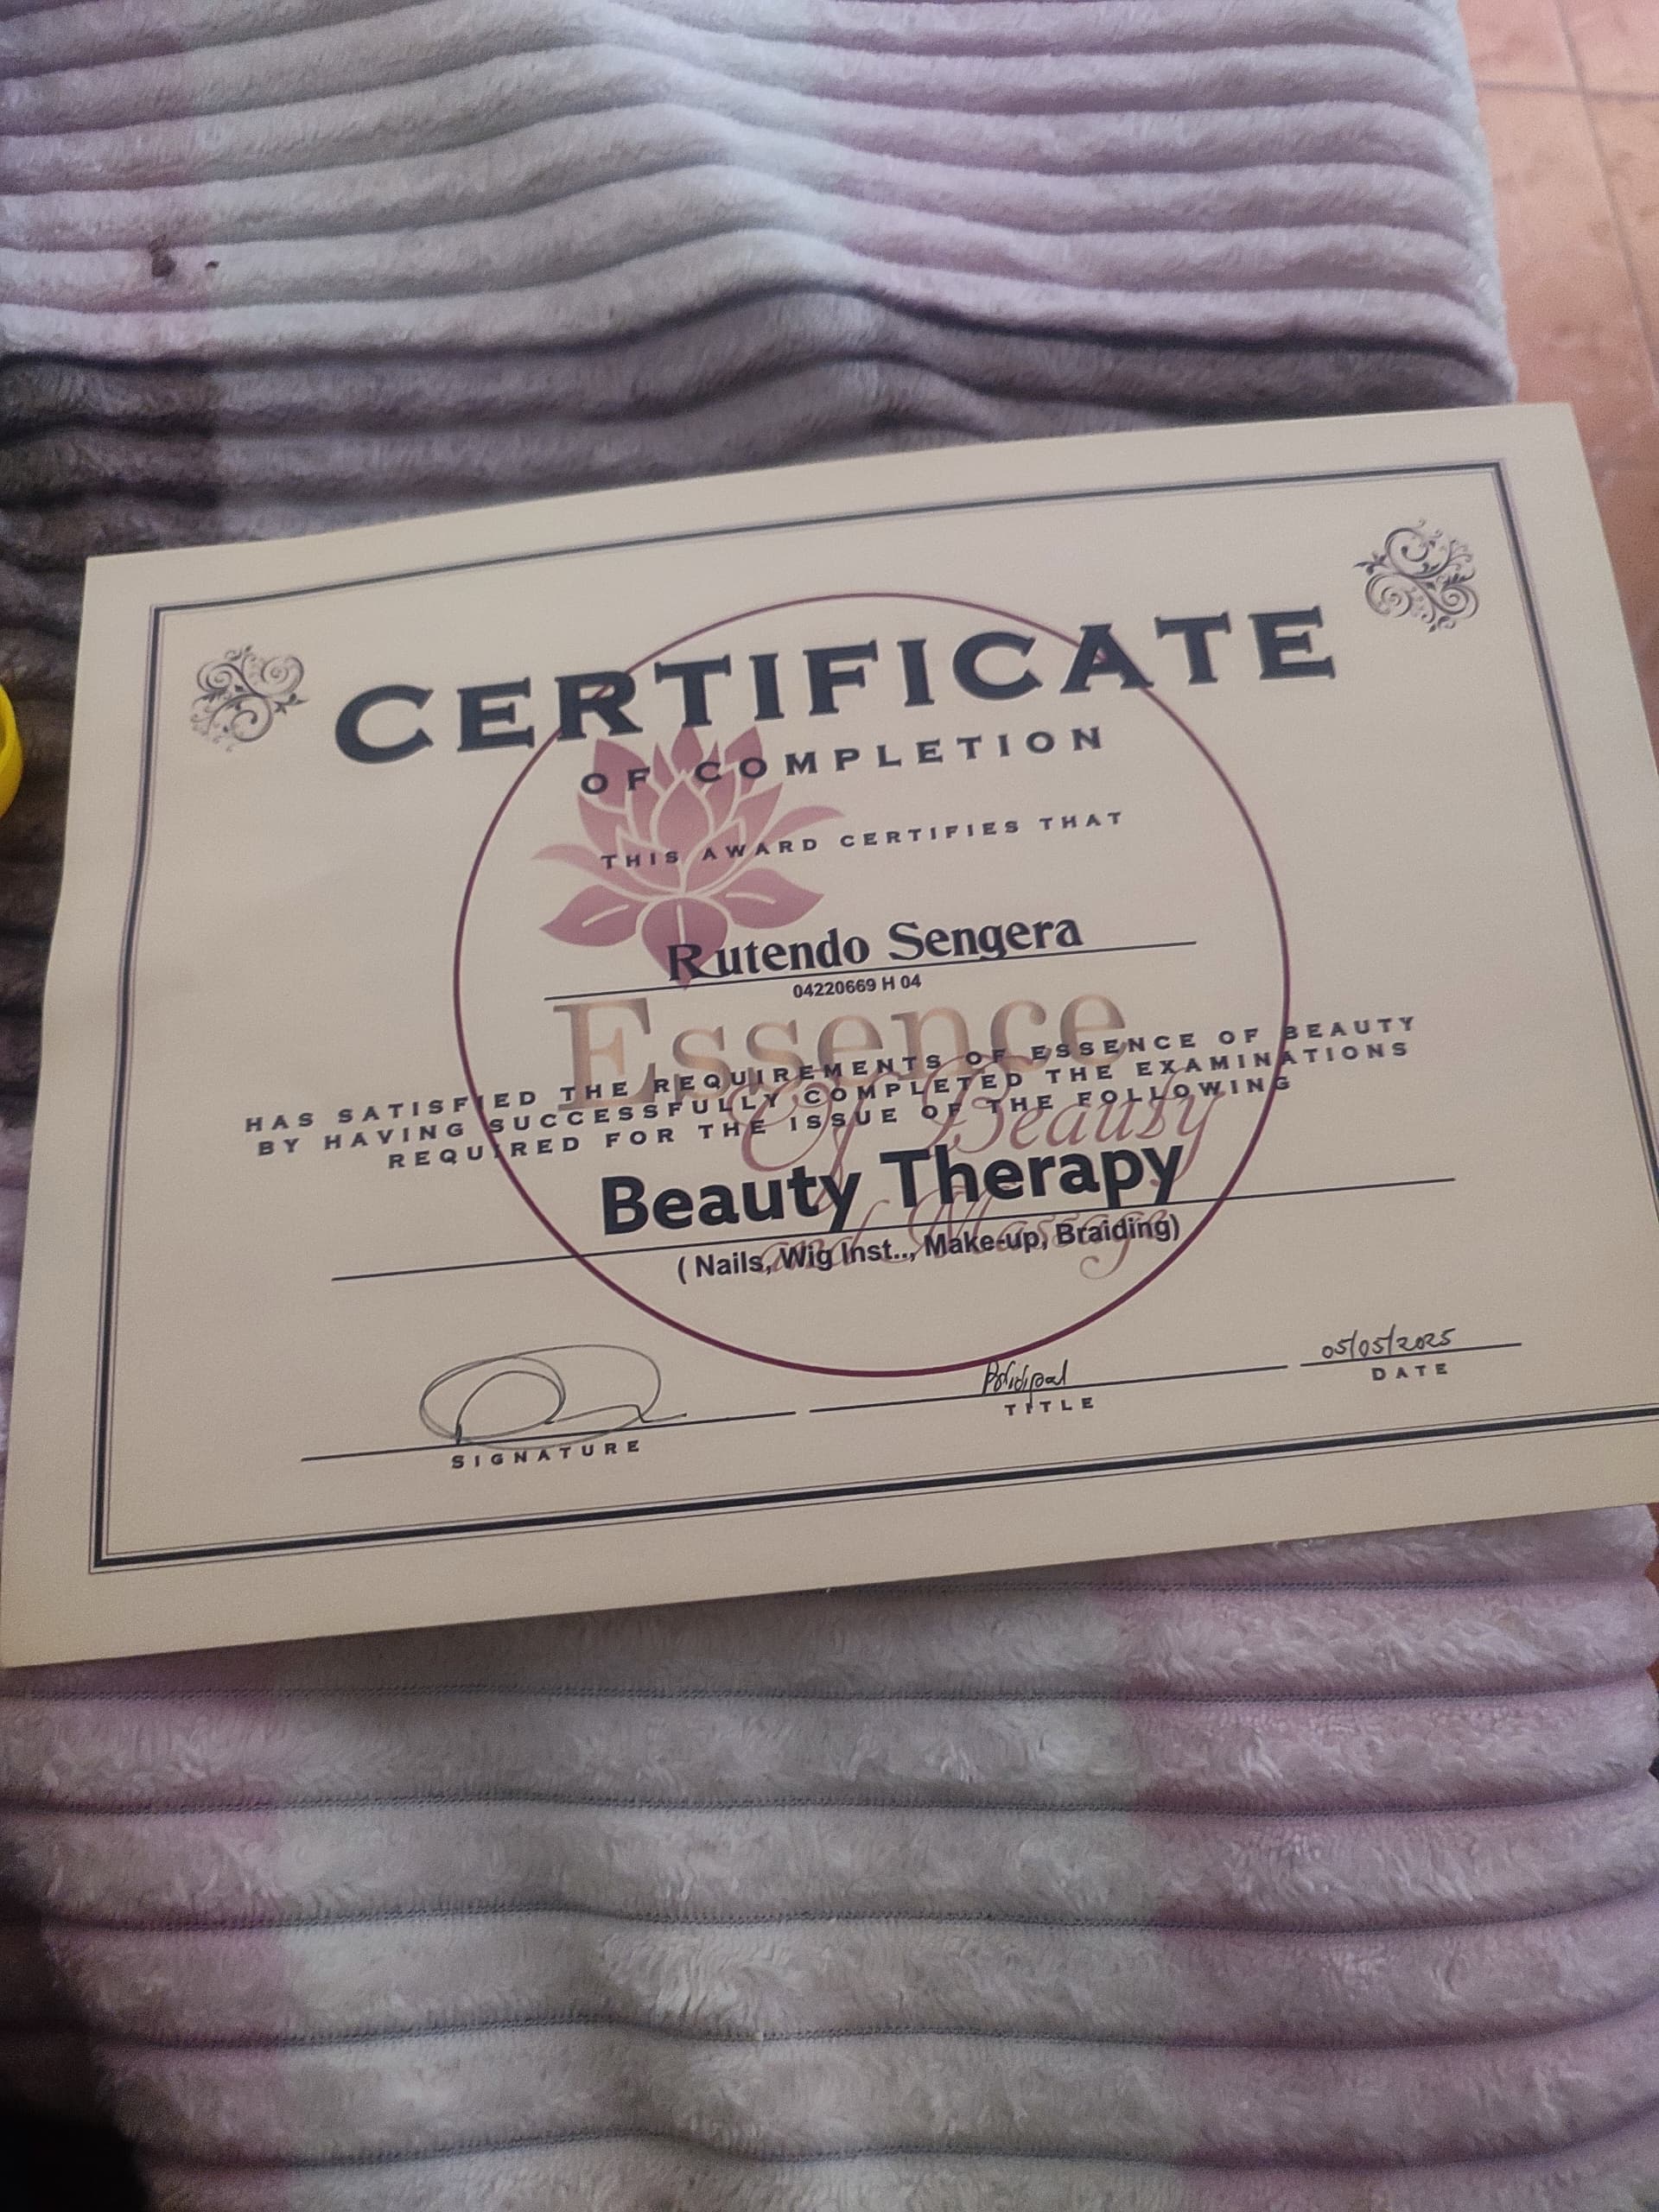 CERTIFICATE
OF COMPLETION
THIS AWARD CERTIFIES THAT
Rutendo Sengera
04220669 H 04
Essence
Of Beauty
and Massage
HAS SATISFIED THE REQUIREMENTS OF ESSENCE OF BEAUTY
BY HAVING SUCCESSFULLY COMPLETED THE EXAMINATIONS
REQUIRED FOR THE ISSUE OF THE FOLLOWING
Beauty Therapy
( Nails, Wig Inst.., Make-up, Braiding)
05/05/2025
SIGNATURE
TITLE
DATE